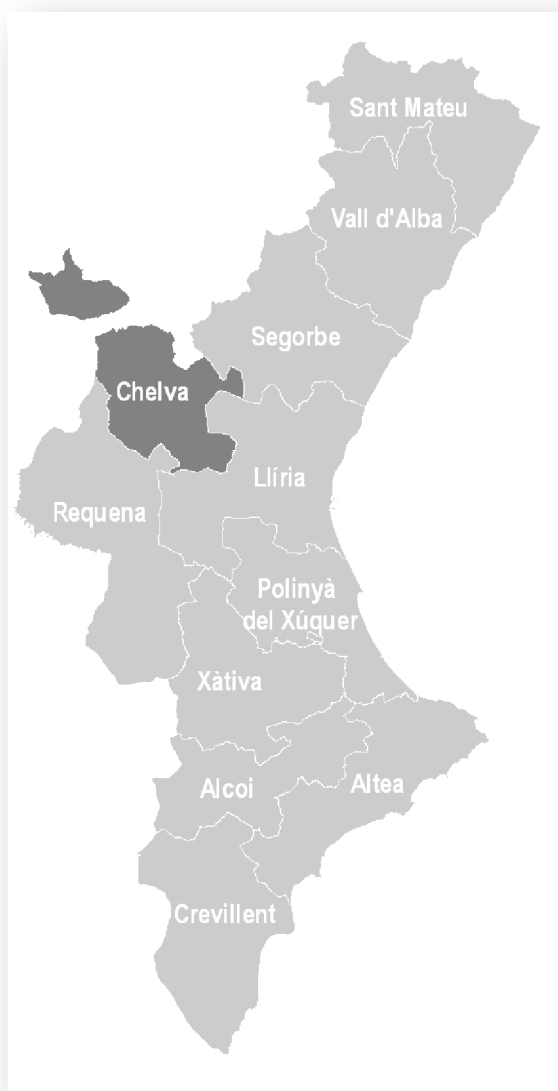 Sant Mateu
Vall d'Alba
Segorbe
Chelva
Llíria
Requena
Polinyà
del Xúquer
Xàtiva
Alcoi
Altea
Crevillent